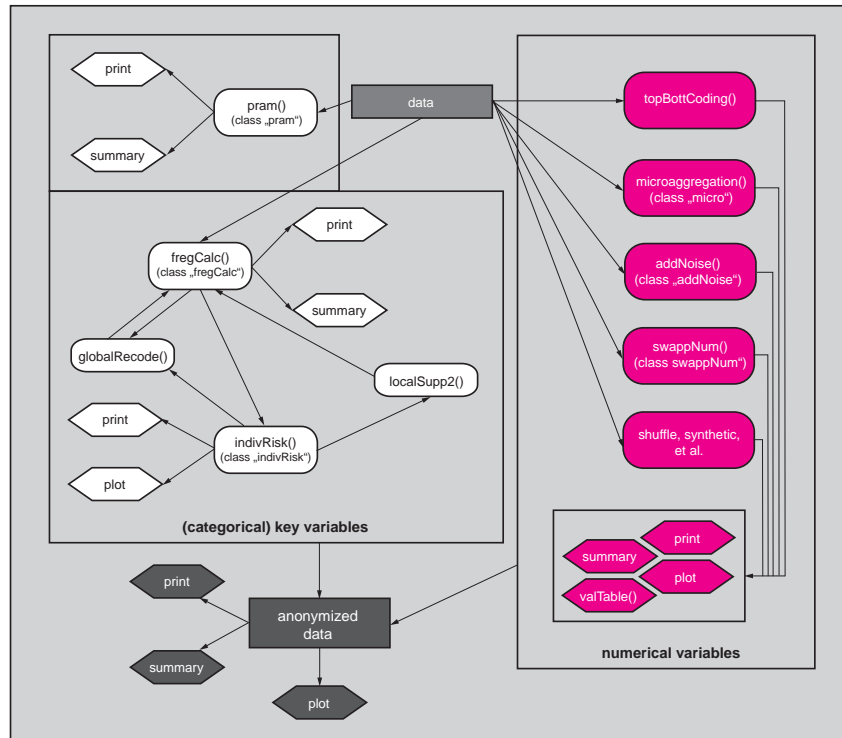 print
pram()
(class „pram“)
summary
data
topBottCoding()
microaggregation()
(class „micro“)
addNoise()
(class „addNoise“)
swappNum()
(class swappNum“)
shuffle, synthetic,
et al.
print
summary
plot
valTable()
numerical variables
print
fregCalc()
(class „fregCalc“)
summary
globalRecode()
localSupp2()
print
indivRisk()
(class „indivRisk“)
plot
(categorical) key variables
print
anonymized
data
summary
plot